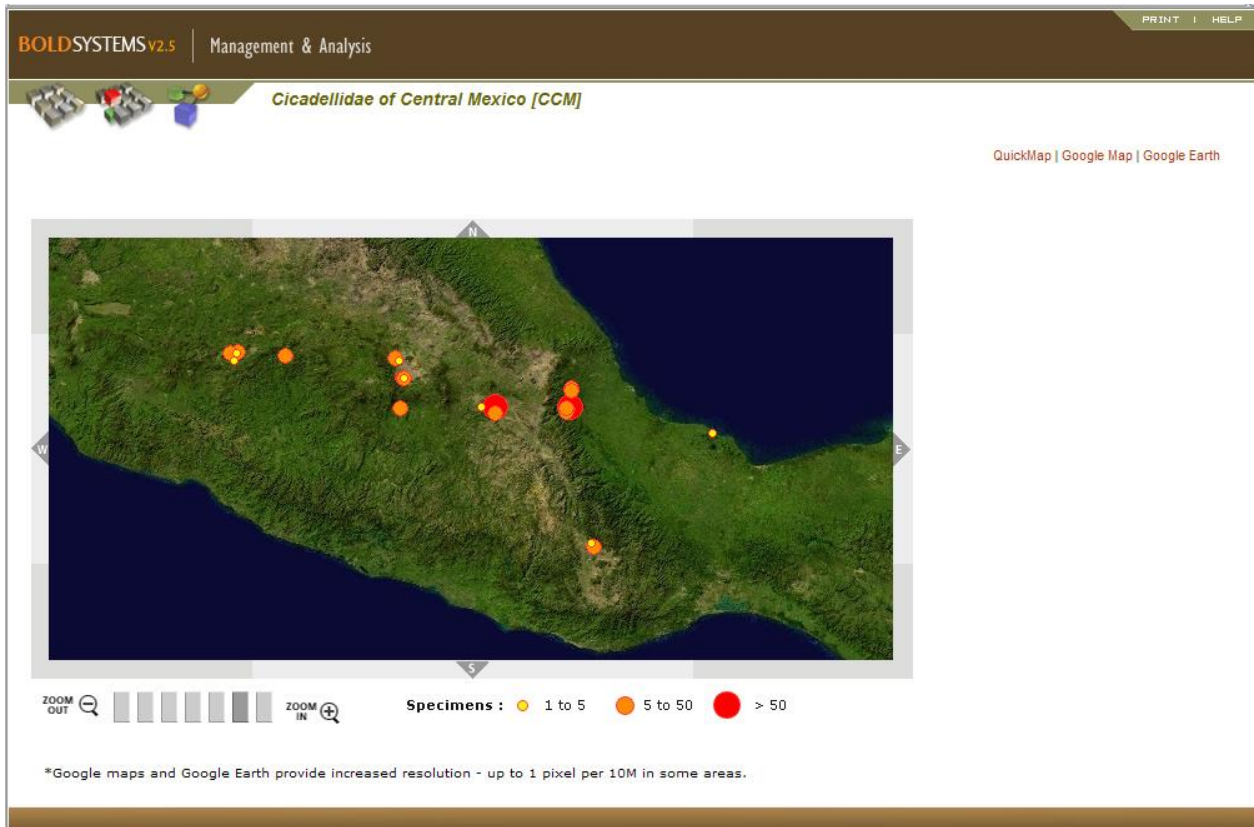 PRINT | HELP
BOLDSYSTEMS V2.5 | Management & Analysis
Cicadellidae of Central Mexico [CCM]
QuickMap | Google Map | Google Earth
N
W
E
S
ZOOM OUT
ZOOM IN
Specimens : 1 to 5 5 to 50 > 50
*Google maps and Google Earth provide increased resolution - up to 1 pixel per 10M in some areas.